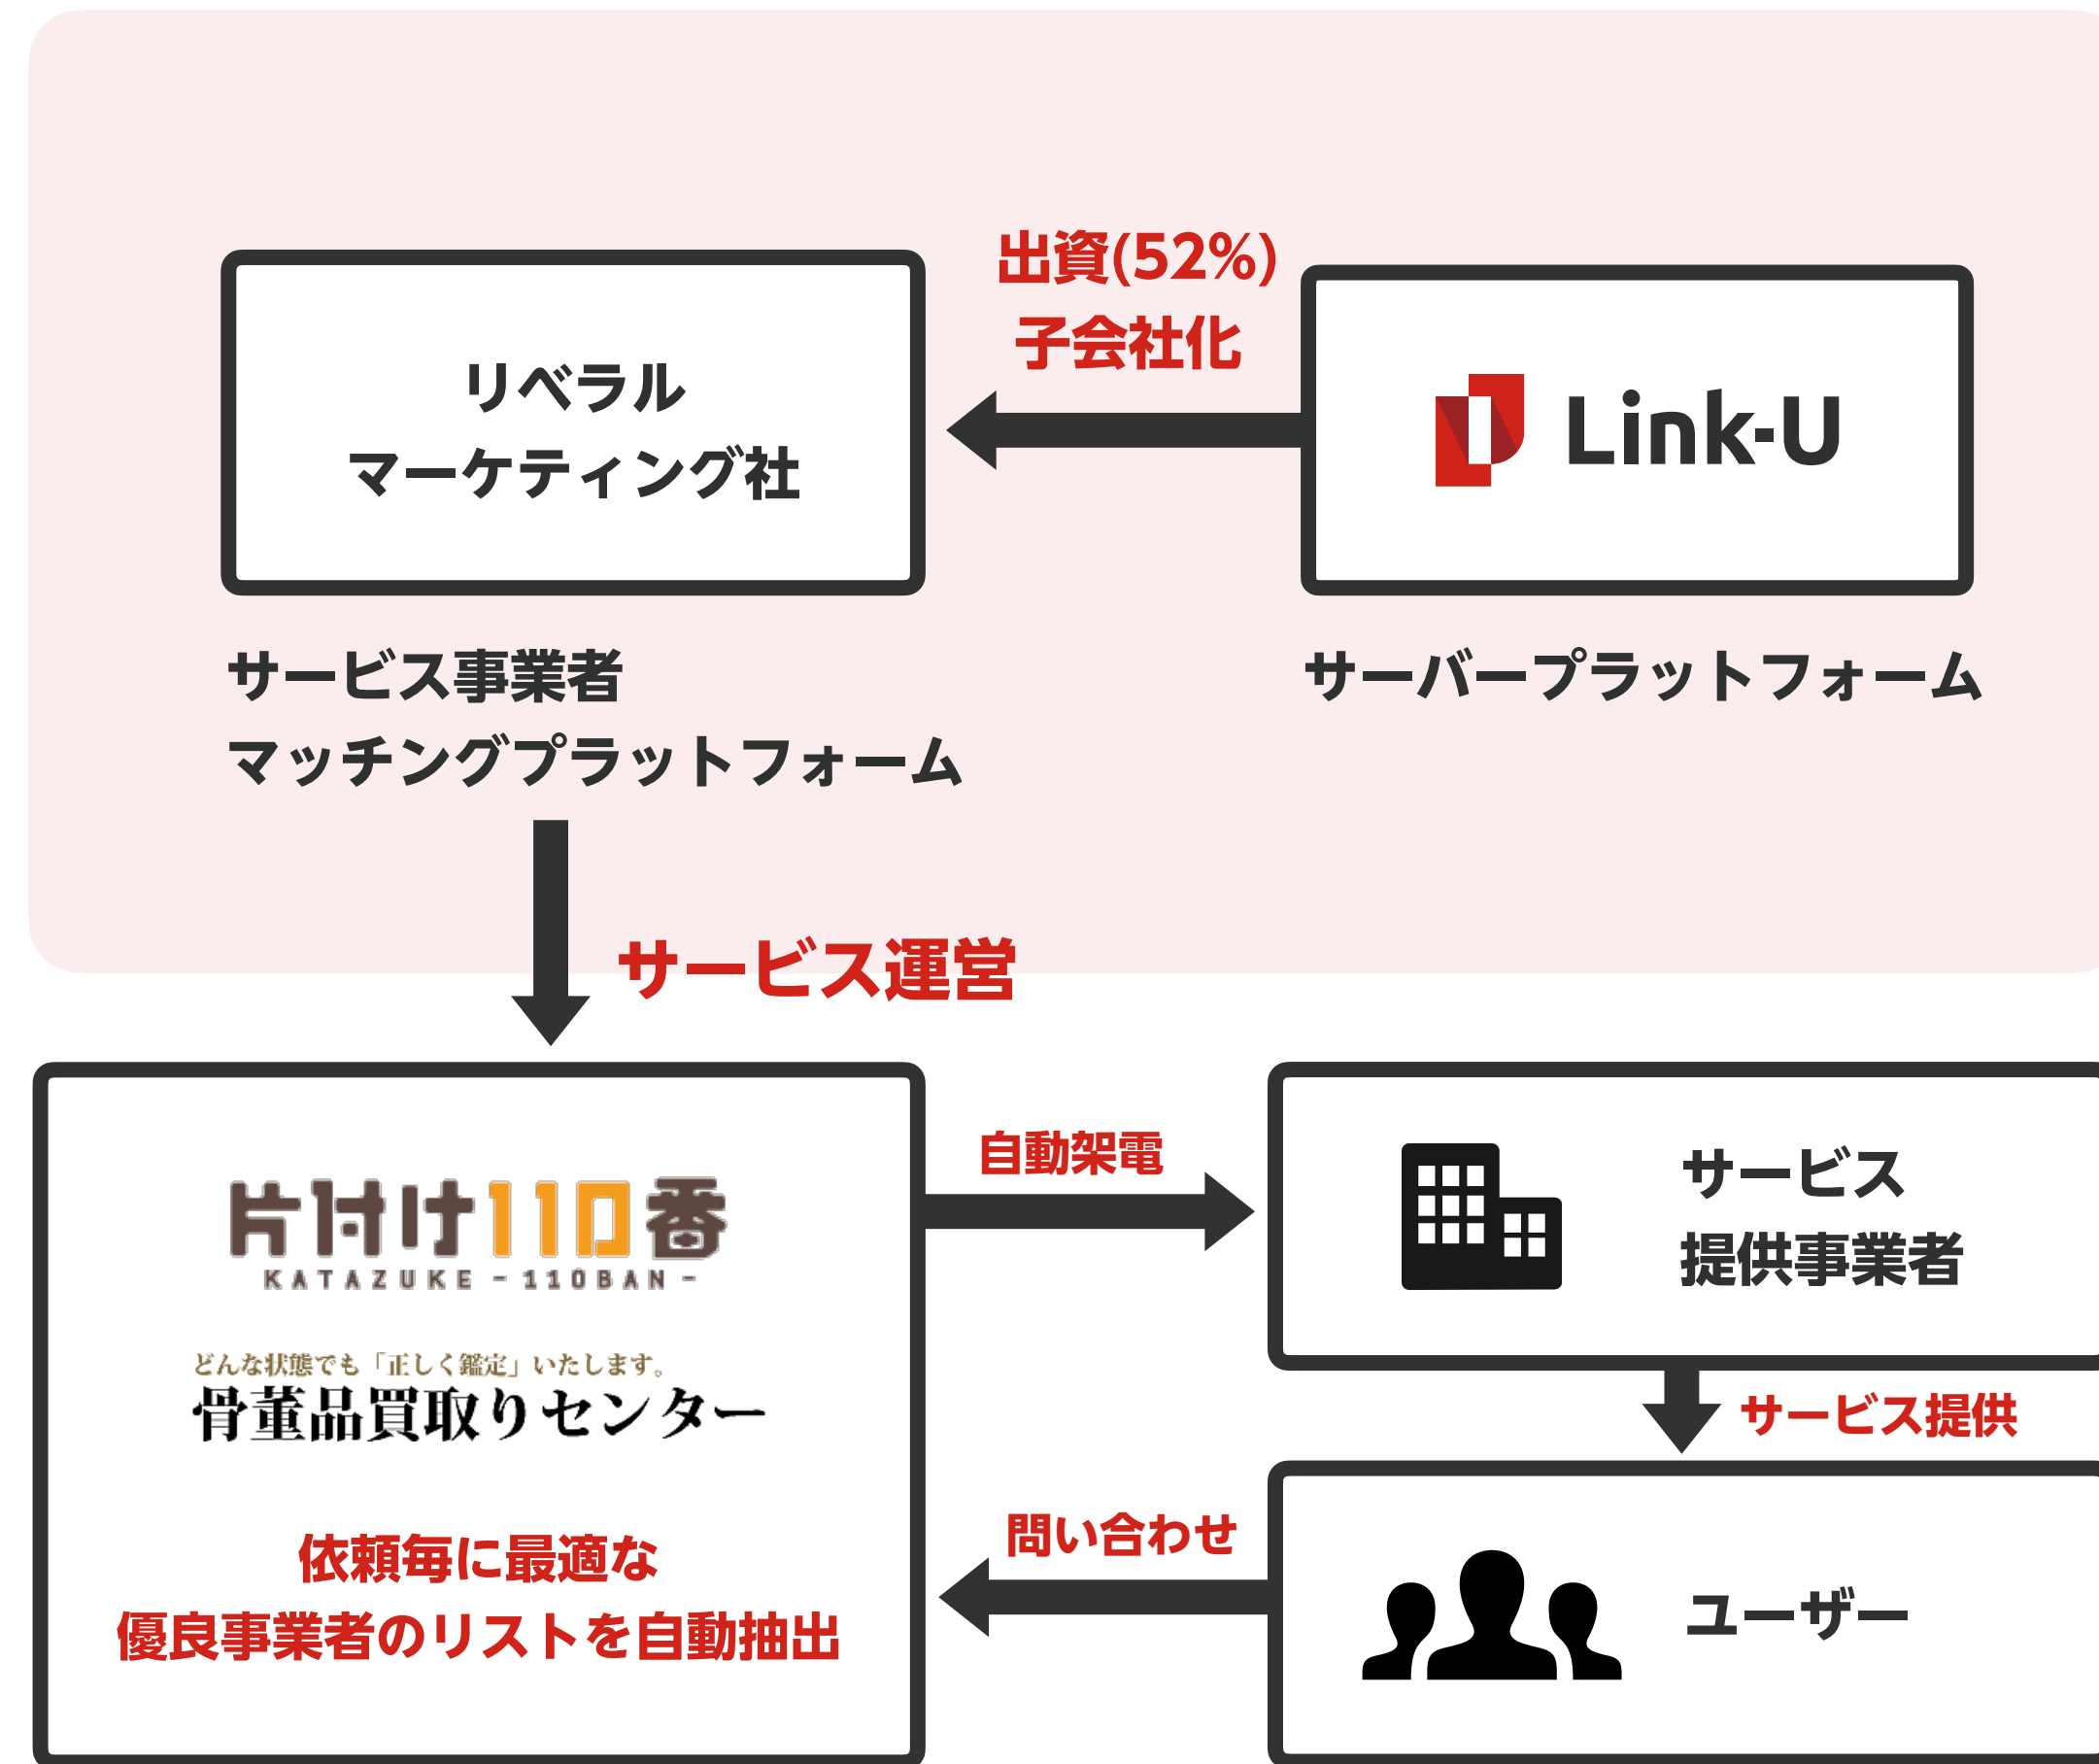 出資(52%)
子会社化
リベラル
マーケティング社
Link-U
サービス事業者
マッチングプラットフォーム
サーバープラットフォーム
サービス運営
片付け110番
KATAZUKE -110BAN-
どんな状態でも「正しく鑑定」いたします。
骨董品買取りセンター
依頼毎に最適な
優良事業者のリストを自動抽出
自動架電
サービス
提供事業者
サービス提供
問い合わせ
ユーザー